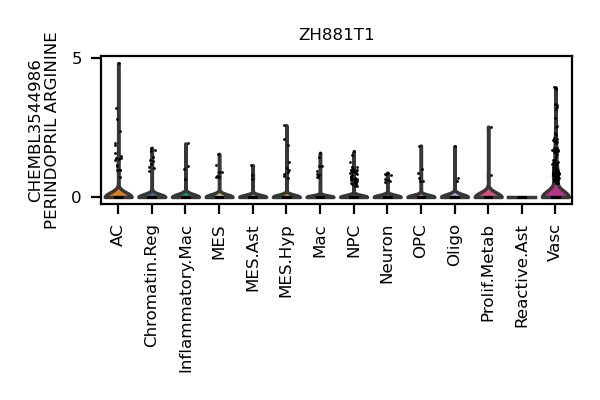 ZH881T1
CHEMBL3544986
PERINDOPRIL ARGININE
5
0
AC
Chromatin.Reg
Inflammatory.Mac
MES
MES.Ast
MES.Hyp
Mac
NPC
Neuron
OPC
Oligo
Prolif.Metab
Reactive.Ast
Vasc